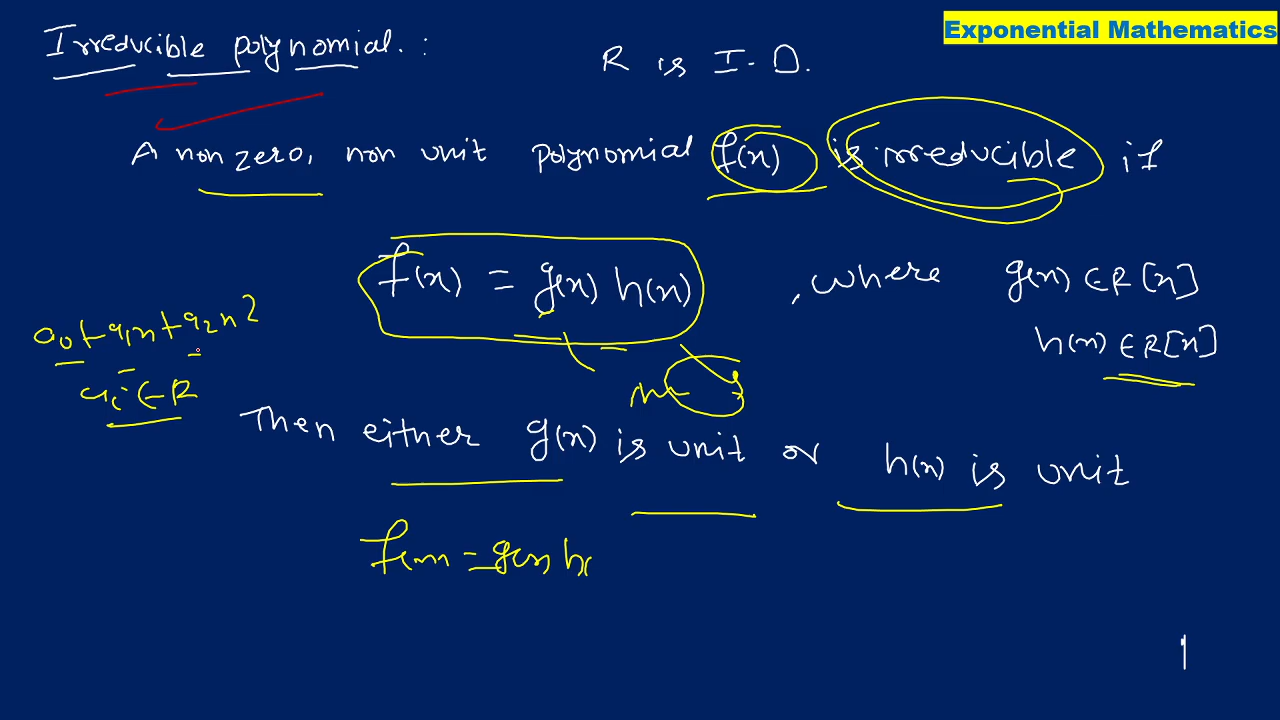 Exponential Mathematics
Irreducible polynomial. :
R is I-D.
A non zero, non unit polynomial f(x) is irreducible if
f(x) = g(x) h(x) , where g(x) ∈ R[x]
h(x) ∈ R[x]
a0+a1x+a2x2
ai ∈ R
Then either g(x) is unit or h(x) is unit
f(x) = g(x) h(
1